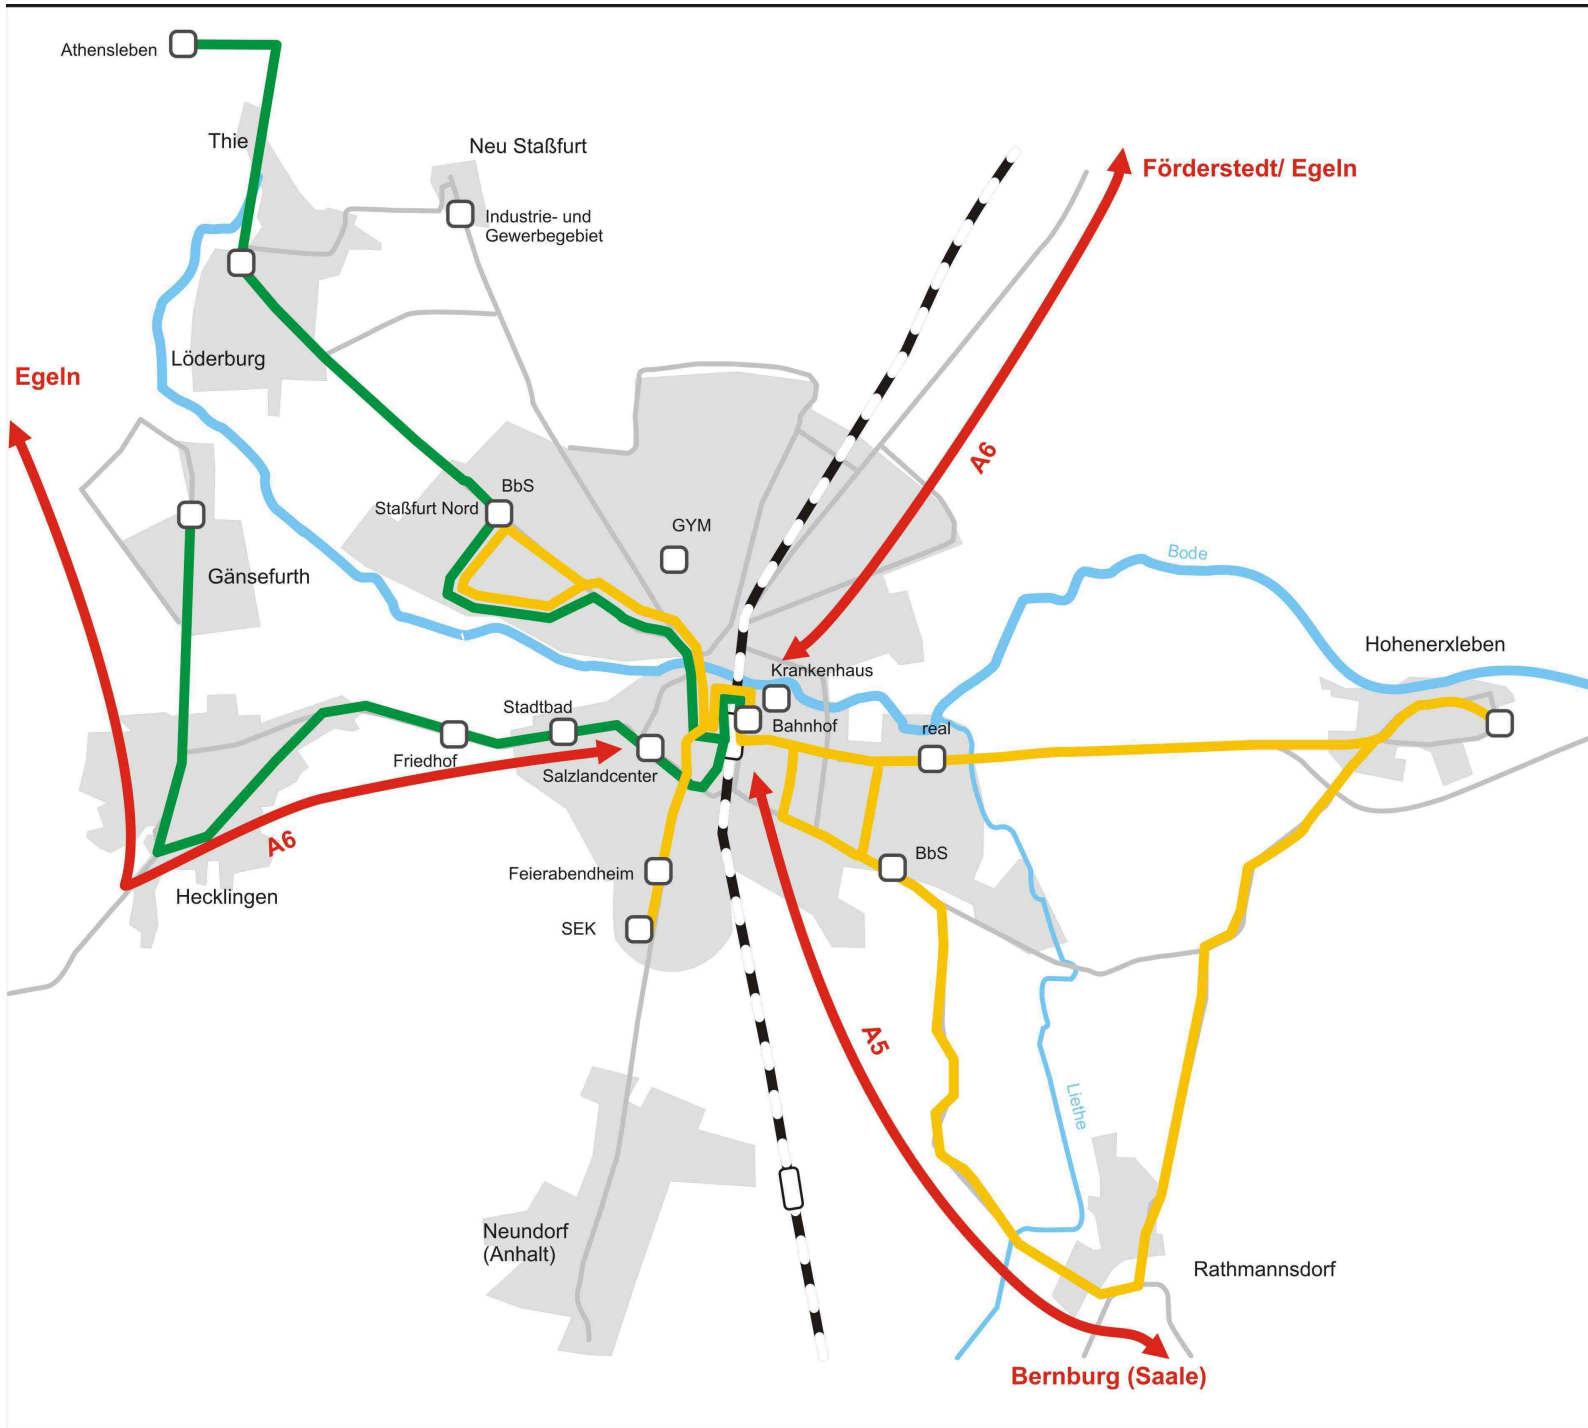 Athensleben
Thie
Neu Staßfurt
Förderstedt/ Egeln
Industrie- und
Gewerbegebiet
Löderburg
Egeln
A6
BbS
Staßfurt Nord
GYM
Bode
Gänsefurth
Hohenerxleben
Krankenhaus
Stadtbad
Bahnhof
real
Friedhof
Salzlandcenter
A6
BbS
Feierabendheim
Hecklingen
SEK
A5
Liethe
Neundorf
(Anhalt)
Rathmannsdorf
Bernburg (Saale)